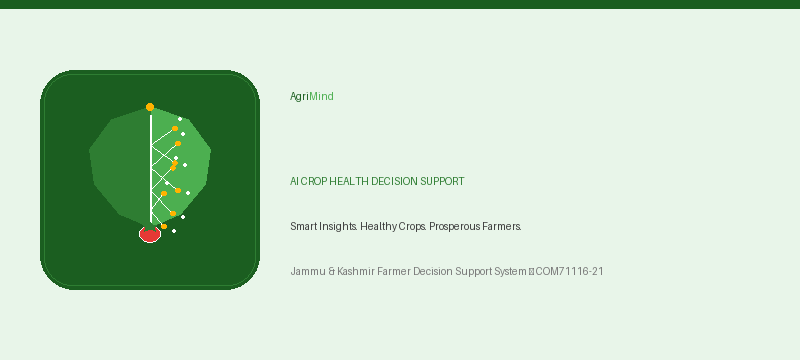 AgriMind
AI CROP HEALTH DECISION SUPPORT
Smart Insights. Healthy Crops. Prosperous Farmers.
Jammu & Kashmir Farmer Decision Support System COM71116-21